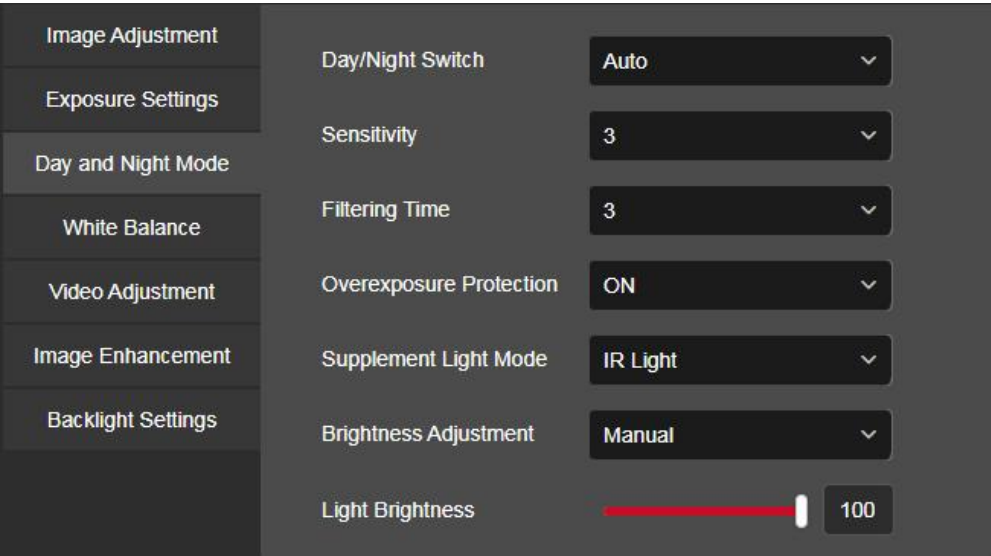 Image Adjustment
Exposure Settings
Day and Night Mode
White Balance
Video Adjustment
Image Enhancement
Backlight Settings
Day/Night Switch Auto
Sensitivity 3
Filtering Time 3
Overexposure Protection ON
Supplement Light Mode IR Light
Brightness Adjustment Manual
Light Brightness 100